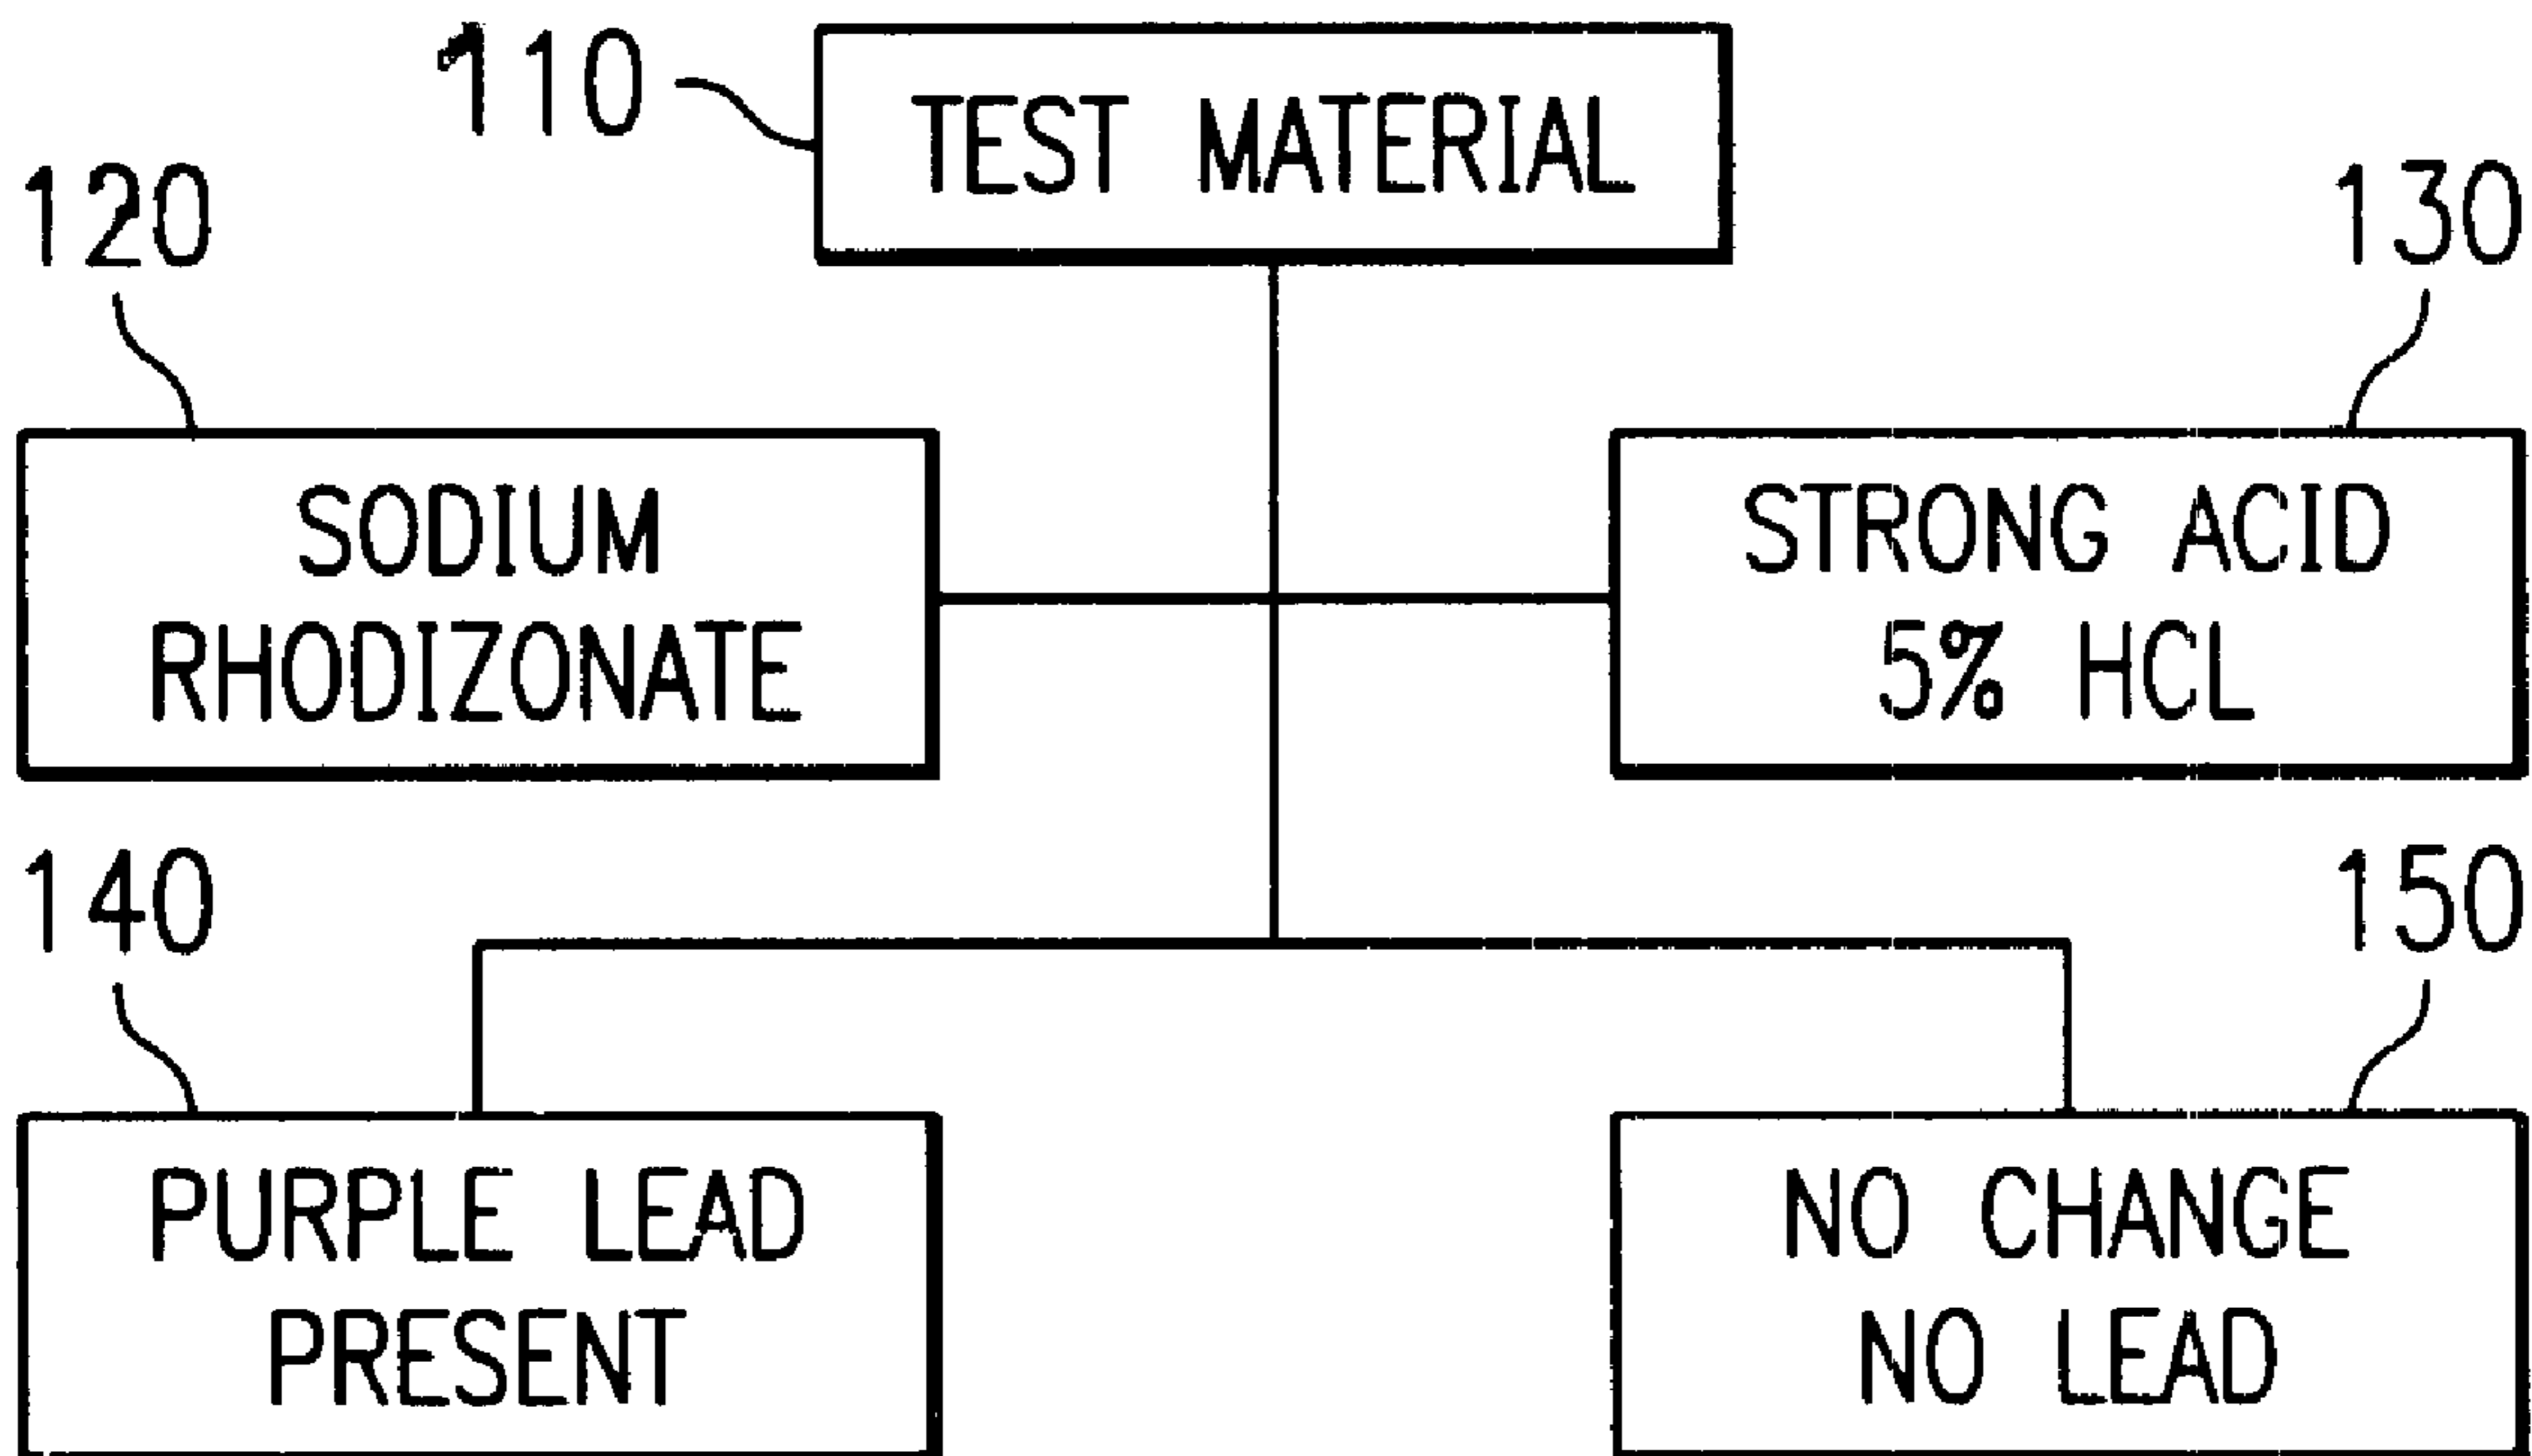 110
TEST MATERIAL
120
130
SODIUM
RHODIZONATE
STRONG ACID
5% HCL
140
150
PURPLE LEAD
PRESENT
NO CHANGE
NO LEAD